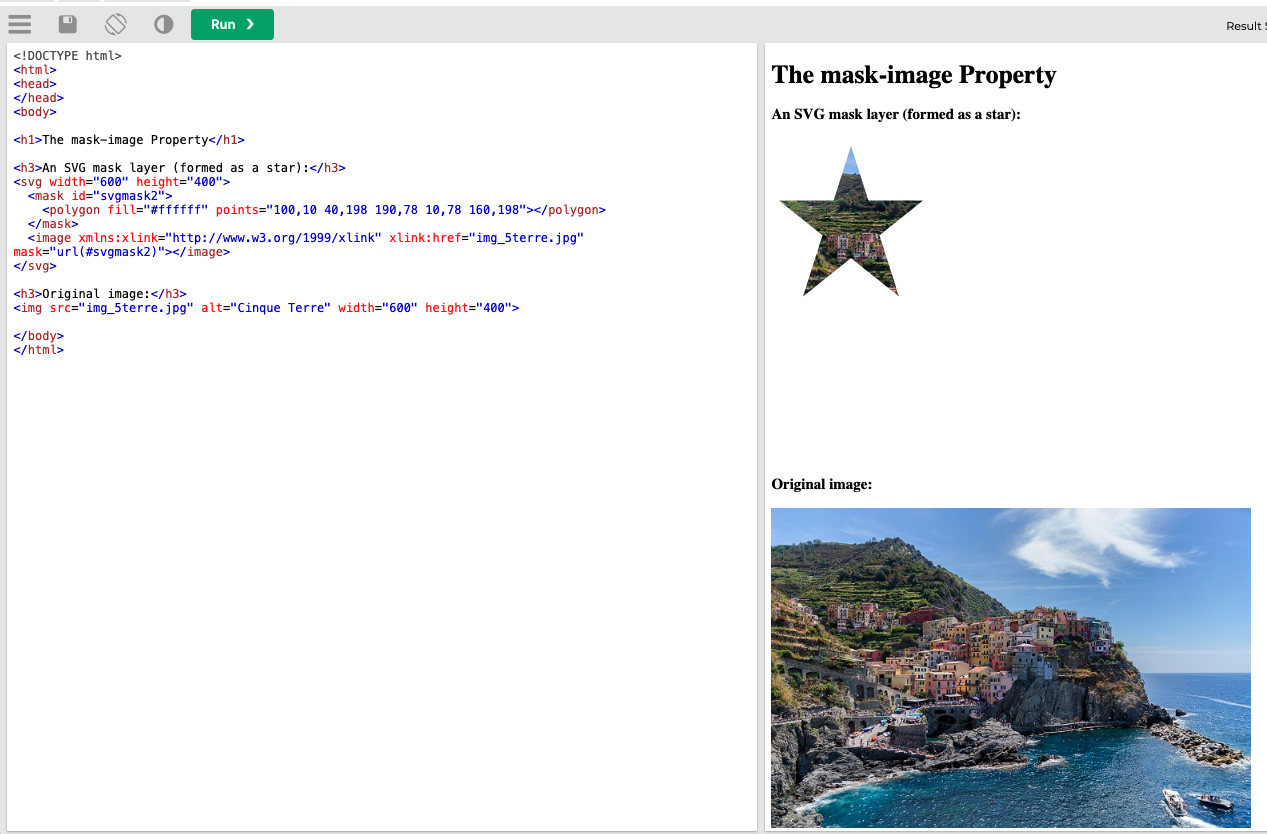 Run ❯
Result S
<!DOCTYPE html>
<html>
<head>
</head>
<body>
<h1>The mask-image Property</h1>
<h3>An SVG mask layer (formed as a star):</h3>
<svg width="600" height="400">
  <mask id="svgmask2">
    <polygon fill="#ffffff" points="100,10 40,198 190,78 10,78 160,198"></polygon>
  </mask>
  <image xmlns:xlink="http://www.w3.org/1999/xlink" xlink:href="img_5terre.jpg"
mask="url(#svgmask2)"></image>
</svg>
<h3>Original image:</h3>
<img src="img_5terre.jpg" alt="Cinque Terre" width="600" height="400">
</body>
</html>
The mask-image Property
An SVG mask layer (formed as a star):
Original image: